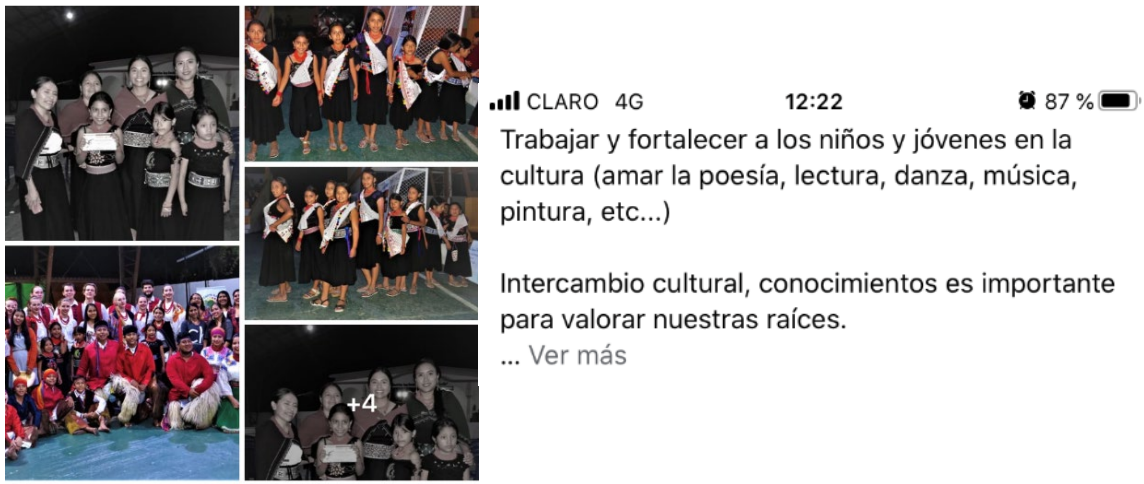 CLARO 4G 12:22 87 %
Trabajar y fortalecer a los niños y jóvenes en la
cultura (amar la poesía, lectura, danza, música,
pintura, etc...)
Intercambio cultural, conocimientos es importante
para valorar nuestras raíces.
... Ver más
+4